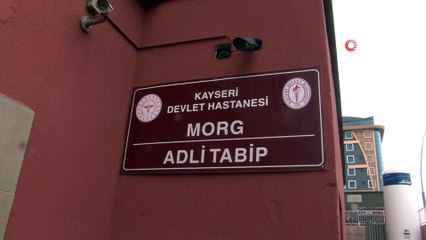 KAYSERİ
DEVLET HASTANESİ
MORG
ADLİ TABİP